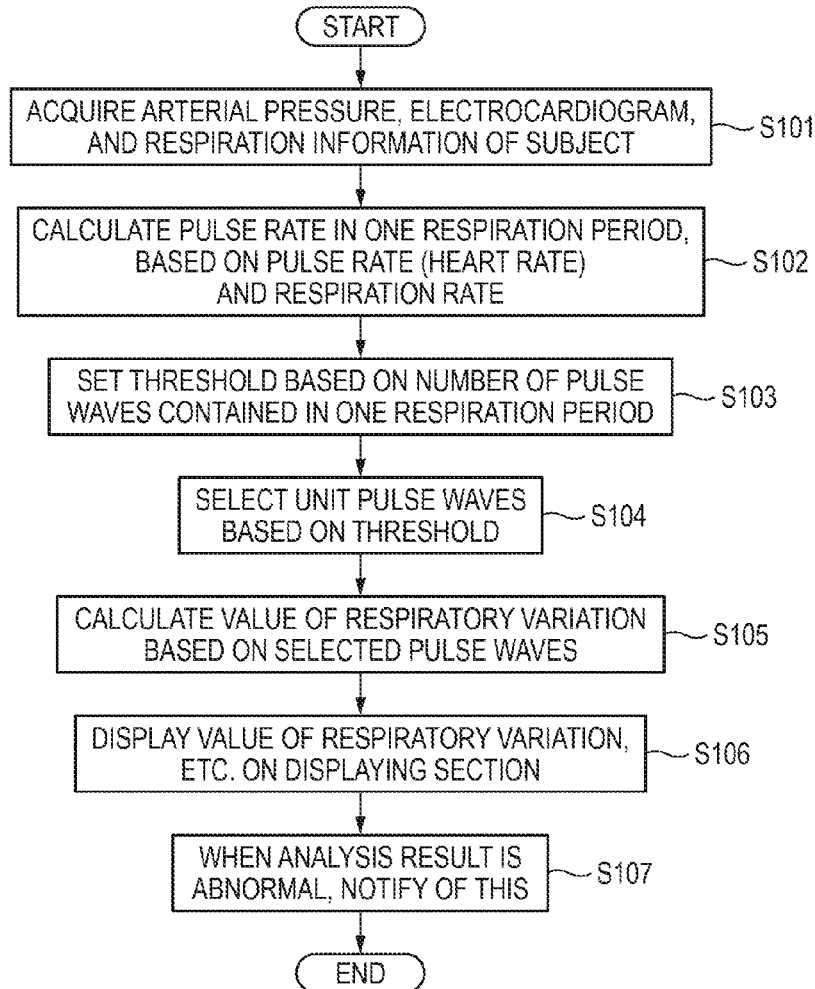 START
ACQUIRE ARTERIAL PRESSURE, ELECTROCARDIOGRAM,
AND RESPIRATION INFORMATION OF SUBJECT
S101
CALCULATE PULSE RATE IN ONE RESPIRATION PERIOD,
BASED ON PULSE RATE (HEART RATE)
AND RESPIRATION RATE
S102
SET THRESHOLD BASED ON NUMBER OF PULSE
WAVES CONTAINED IN ONE RESPIRATION PERIOD
S103
SELECT UNIT PULSE WAVES
BASED ON THRESHOLD
S104
CALCULATE VALUE OF RESPIRATORY VARIATION
BASED ON SELECTED PULSE WAVES
S105
DISPLAY VALUE OF RESPIRATORY VARIATION,
ETC. ON DISPLAYING SECTION
S106
WHEN ANALYSIS RESULT IS
ABNORMAL, NOTIFY OF THIS
S107
END